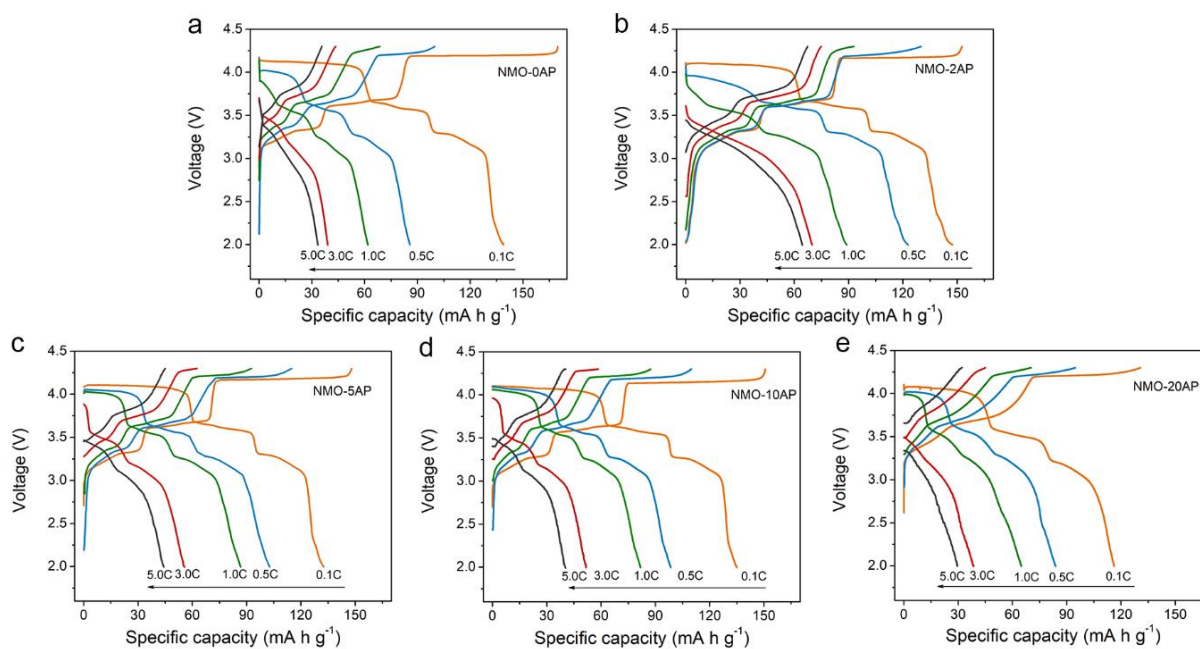 a
4.5
4.0
3.5
3.0
2.5
2.0
Voltage (V)
NMO-0AP
5.0C 3.0C 1.0C 0.5C 0.1C
0 30 60 90 120 150
Specific capacity (mA h g⁻¹)
b
4.5
4.0
3.5
3.0
2.5
2.0
Voltage (V)
NMO-2AP
5.0C 3.0C 1.0C 0.5C 0.1C
0 30 60 90 120 150
Specific capacity (mA h g⁻¹)
c
4.5
4.0
3.5
3.0
2.5
2.0
Voltage (V)
NMO-5AP
5.0C 3.0C 1.0C 0.5C 0.1C
0 30 60 90 120 150
Specific capacity (mA h g⁻¹)
d
4.5
4.0
3.5
3.0
2.5
2.0
Voltage (V)
NMO-10AP
5.0C 3.0C 1.0C 0.5C 0.1C
0 30 60 90 120 150
Specific capacity (mA h g⁻¹)
e
4.5
4.0
3.5
3.0
2.5
2.0
Voltage (V)
NMO-20AP
5.0C 3.0C 1.0C 0.5C 0.1C
0 30 60 90 120 150
Specific capacity (mA h g⁻¹)